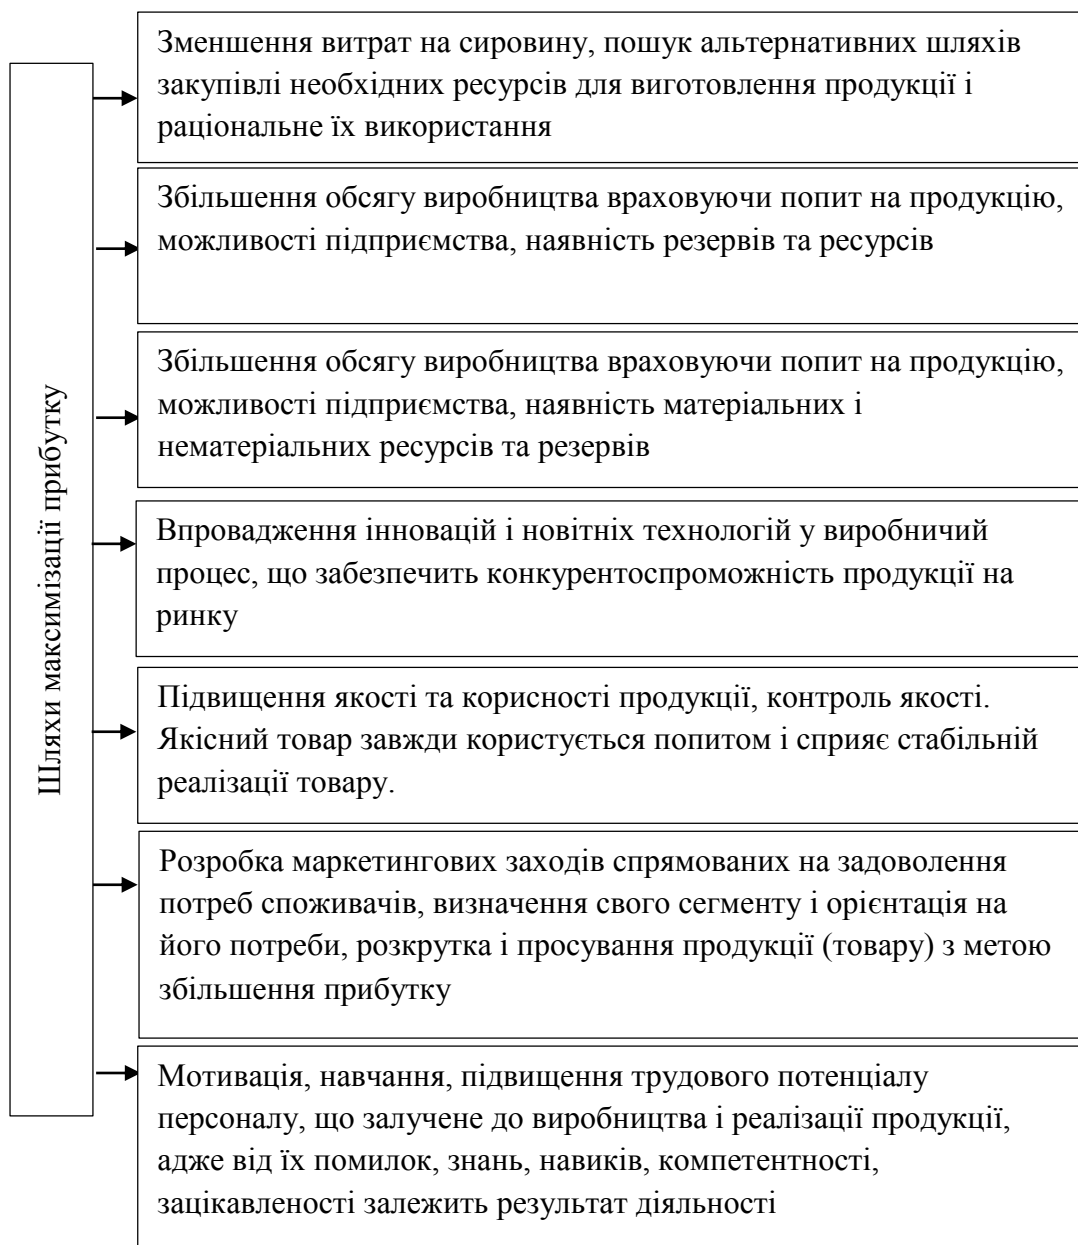 Шляхи максимізації прибутку
Зменшення витрат на сировину, пошук альтернативних шляхів
закупівлі необхідних ресурсів для виготовлення продукції і
раціональне їх використання
Збільшення обсягу виробництва враховуючи попит на продукцію,
можливості підприємства, наявність резервів та ресурсів
Збільшення обсягу виробництва враховуючи попит на продукцію,
можливості підприємства, наявність матеріальних і
нематеріальних ресурсів та резервів
Впровадження інновацій і новітніх технологій у виробничий
процес, що забезпечить конкурентоспроможність продукції на
ринку
Підвищення якості та корисності продукції, контроль якості.
Якісний товар завжди користується попитом і сприяє стабільній
реалізації товару.
Розробка маркетингових заходів спрямованих на задоволення
потреб споживачів, визначення свого сегменту і орієнтація на
його потреби, розкрутка і просування продукції (товару) з метою
збільшення прибутку
Мотивація, навчання, підвищення трудового потенціалу
персоналу, що залучене до виробництва і реалізації продукції,
адже від їх помилок, знань, навиків, компетентності,
зацікавленості залежить результат діяльності